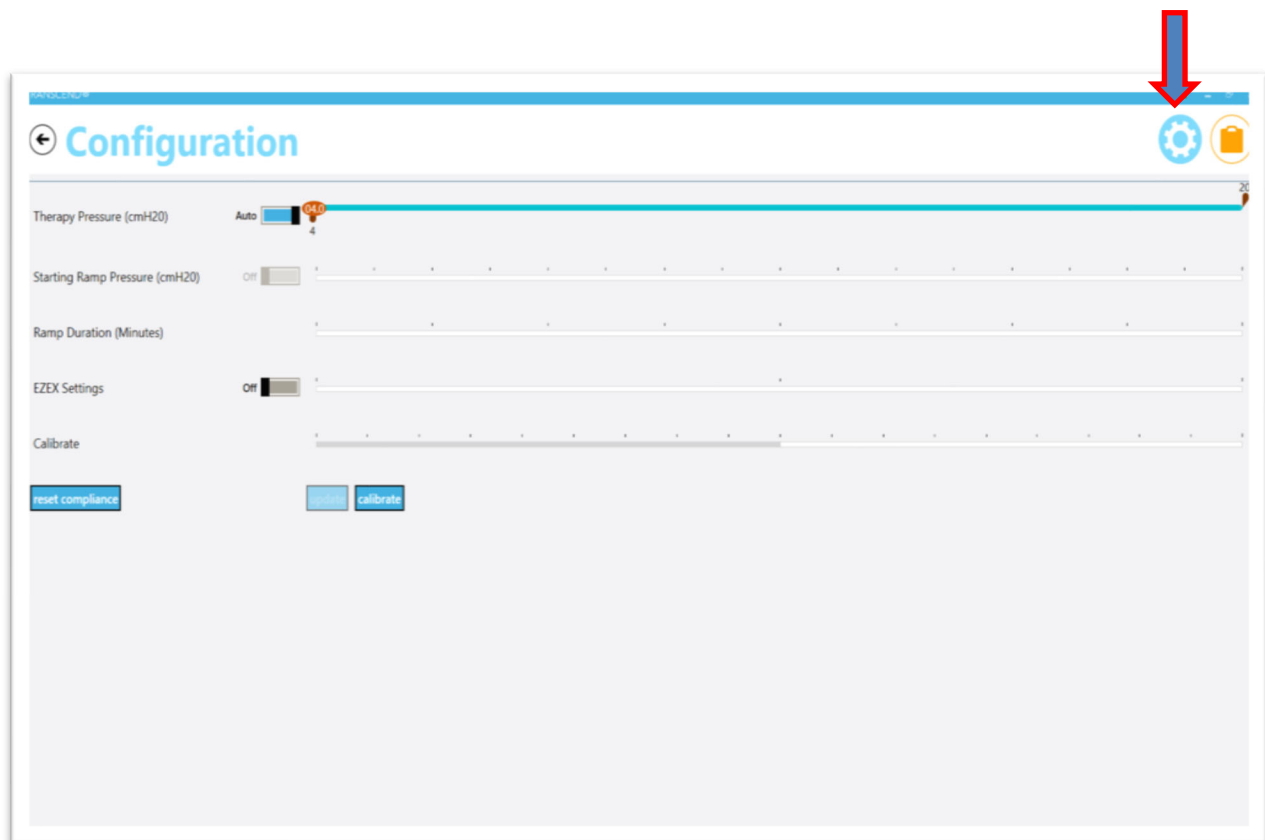 TRANSCEND®
Configuration
20
Therapy Pressure (cmH20) Auto 04.0
4
Starting Ramp Pressure (cmH20) Off
Ramp Duration (Minutes)
EZEX Settings Off
Calibrate
reset compliance update calibrate